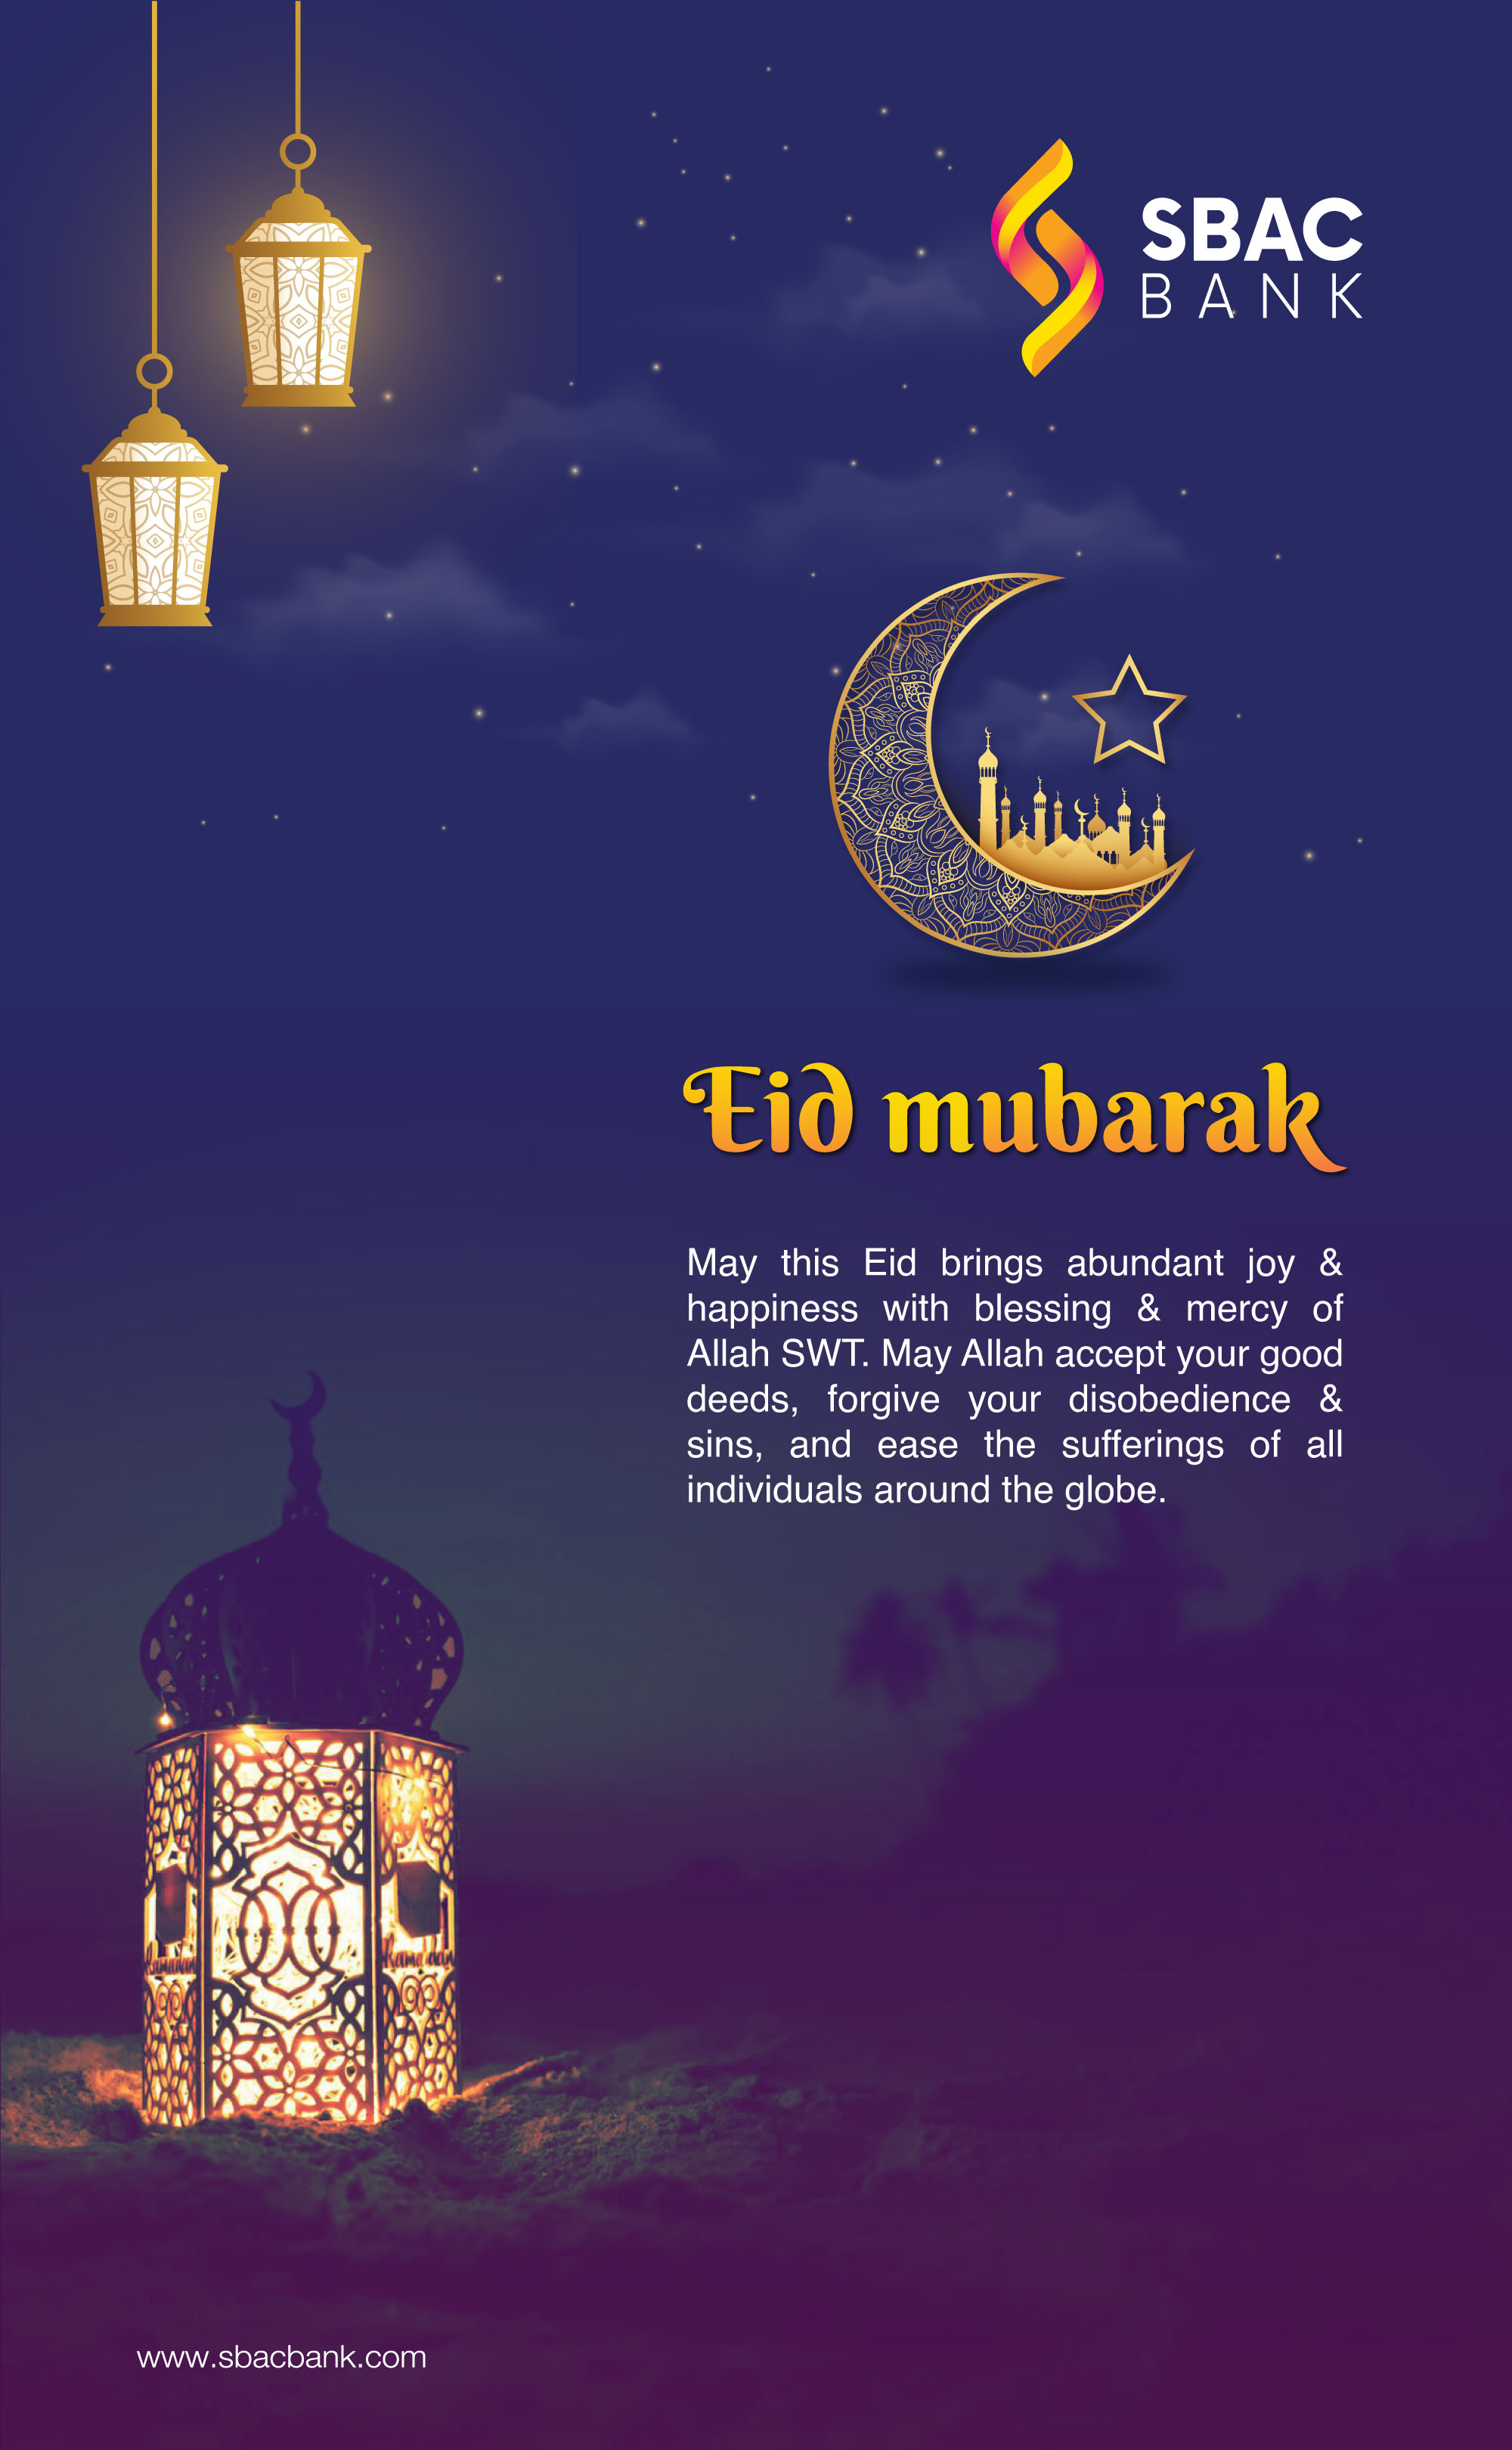 SBAC
BANK
Eid mubarak
May this Eid brings abundant joy &
happiness with blessing & mercy of
Allah SWT. May Allah accept your good
deeds, forgive your disobedience &
sins, and ease the sufferings of all
individuals around the globe.
Ramadan
Ramadan
www.sbacbank.com